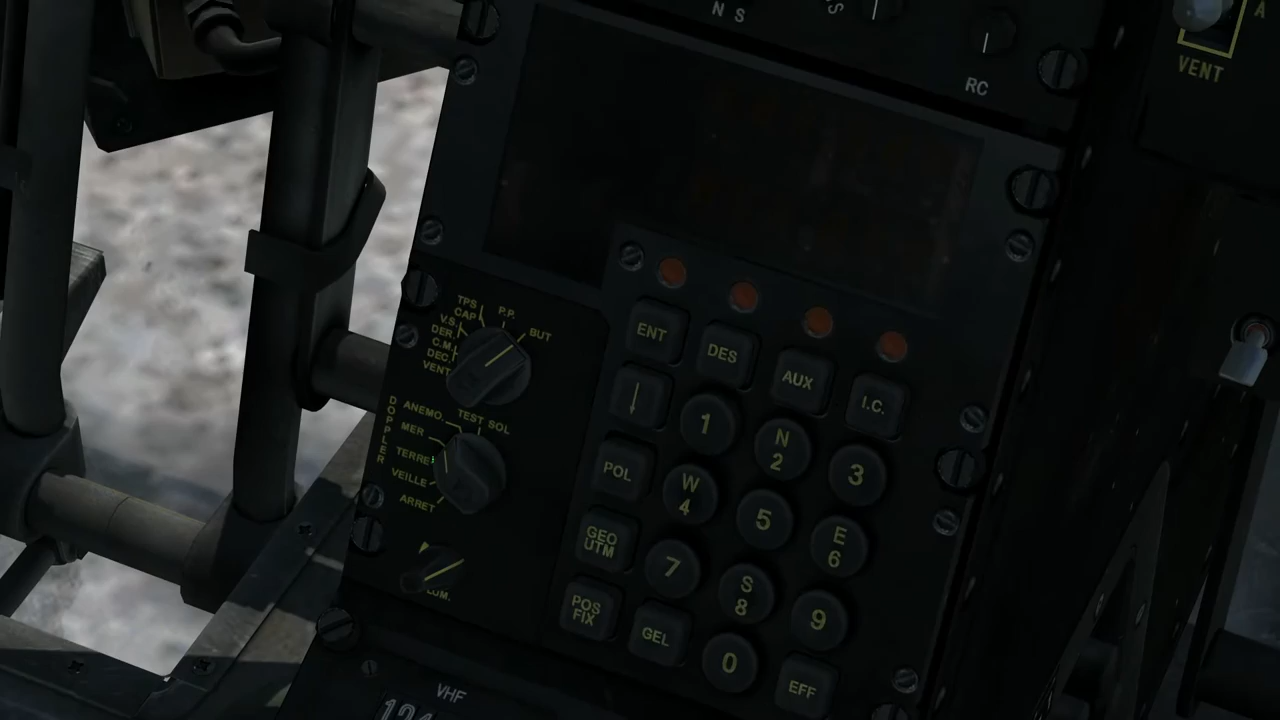 N S
S
RC
A
VENT
TPS
CAP
P.P.
V.S.
BUT
DER.
C.M.
DEC.
VENT
DOPPLER
ANEMO.
TEST SOL
MER
TERRE
VEILLE
ARRET
ENT
DES
AUX
I.C.
↓
1
N
2
3
POL
W
4
5
E
6
GEO
UTM
7
S
8
9
POS
FIX
GEL
0
EFF
VHF